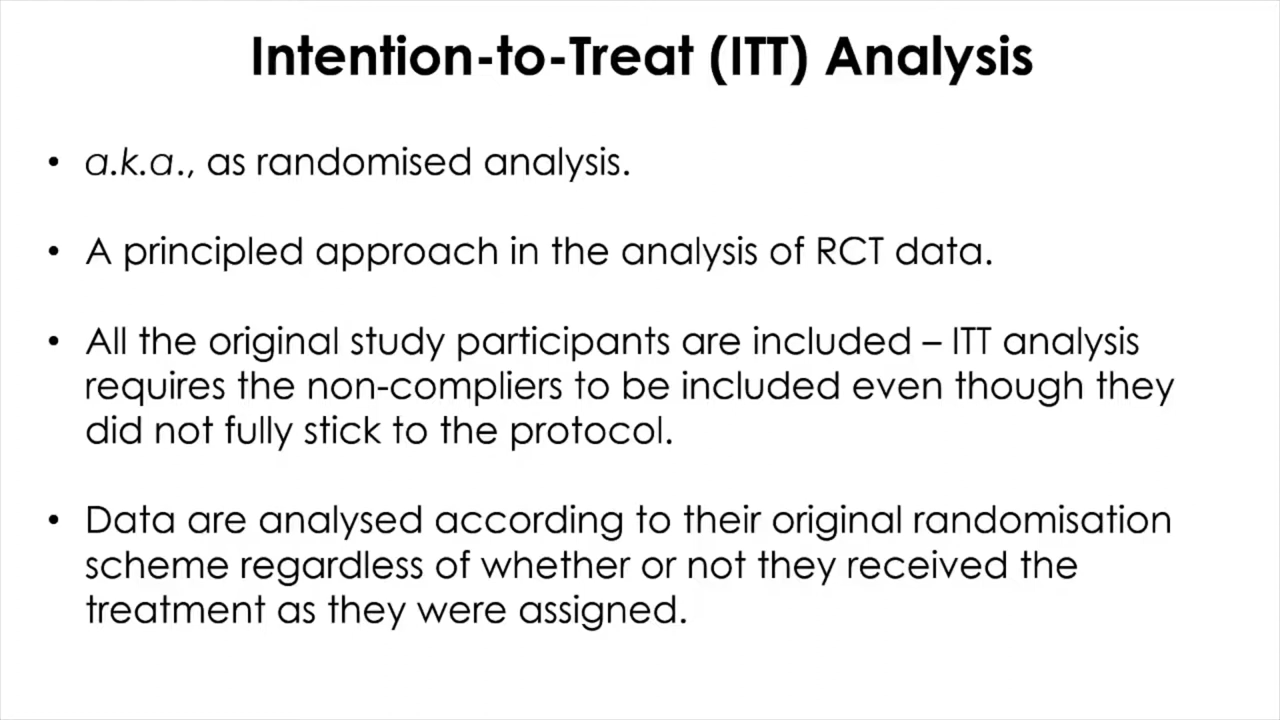 Intention-to-Treat (ITT) Analysis
• a.k.a., as randomised analysis.
• A principled approach in the analysis of RCT data.
• All the original study participants are included – ITT analysis
requires the non-compliers to be included even though they
did not fully stick to the protocol.
• Data are analysed according to their original randomisation
scheme regardless of whether or not they received the
treatment as they were assigned.